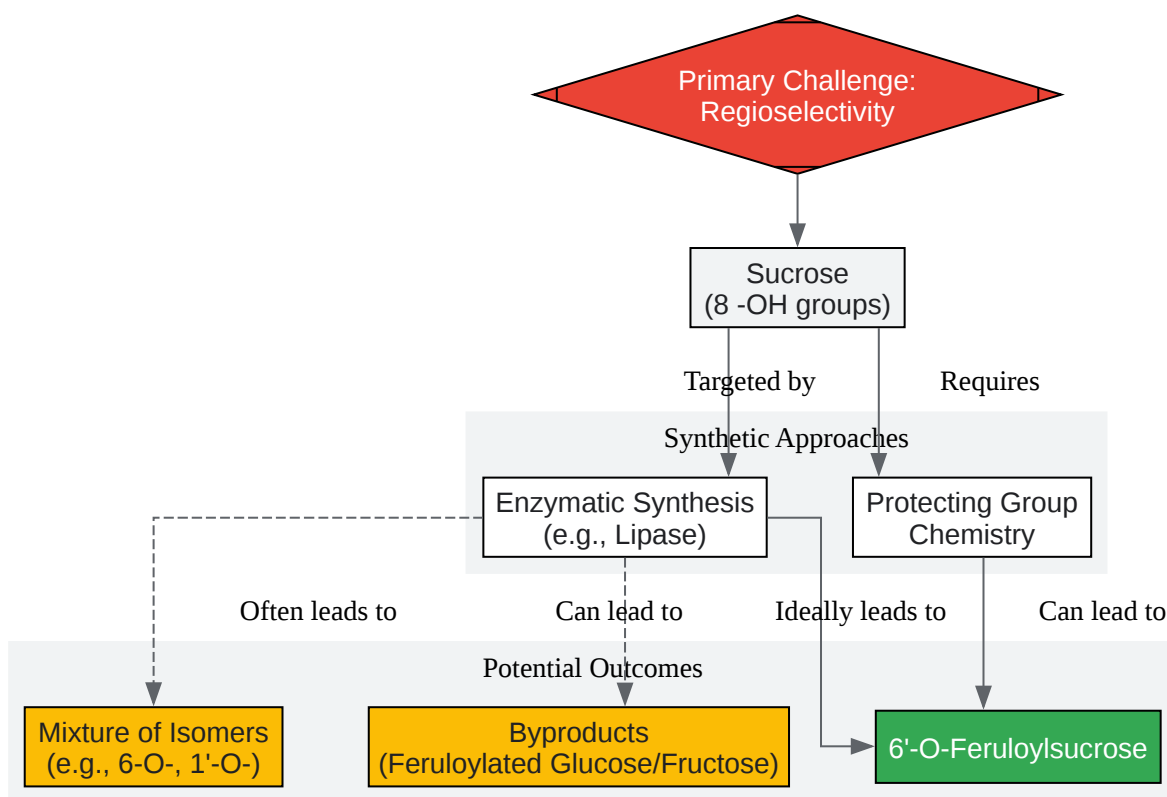 Primary Challenge:
Regioselectivity
Sucrose
(8 -OH groups)
Targeted by
Requires
Synthetic Approaches
Enzymatic Synthesis
(e.g., Lipase)
Protecting Group
Chemistry
Often leads to
Can lead to
Ideally leads to
Can lead to
Potential Outcomes
Mixture of Isomers
(e.g., 6-O-, 1'-O-)
Byproducts
(Feruloylated Glucose/Fructose)
6'-O-Feruloylsucrose